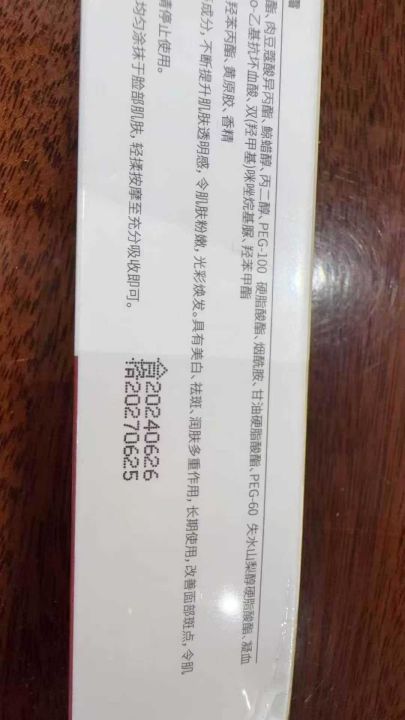 霜
酯、肉豆蔻酸异丙酯、鲸蜡醇、丙二醇、PEG-100 硬脂酸酯、烟酰胺、甘油硬脂酸酯、PEG-60 失水山梨醇硬脂酸酯、凝血
o-乙基抗坏血酸、双(羟甲基)咪唑烷基脲、羟苯甲酯
羟苯丙酯、黄原胶、香精
成分，不断提升肌肤透明感，令肌肤粉嫩，光彩焕发。具有美白、祛斑、润肤多重作用，长期使用，改善面部斑点，令肌
请停止使用。
均匀涂抹于脸部肌肤，轻揉按摩至充分吸收即可。
20240626
20270625